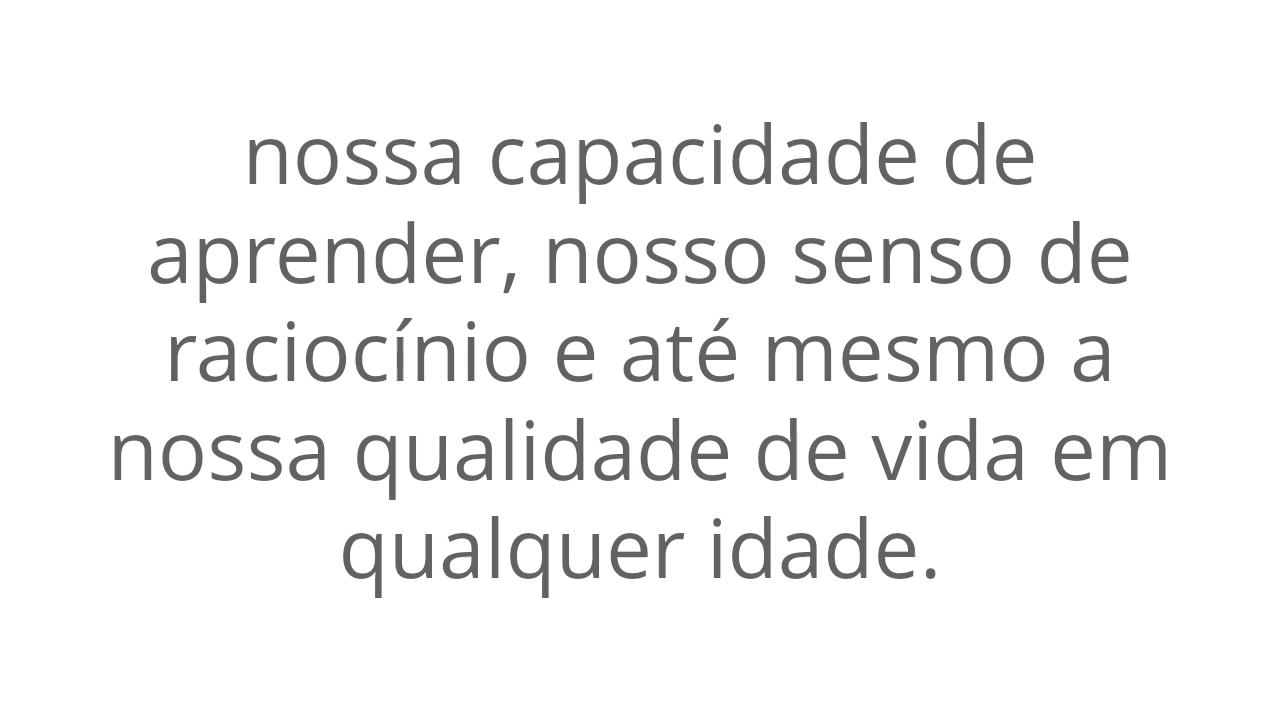 nossa capacidade de
aprender, nosso senso de
raciocínio e até mesmo a
nossa qualidade de vida em
qualquer idade.